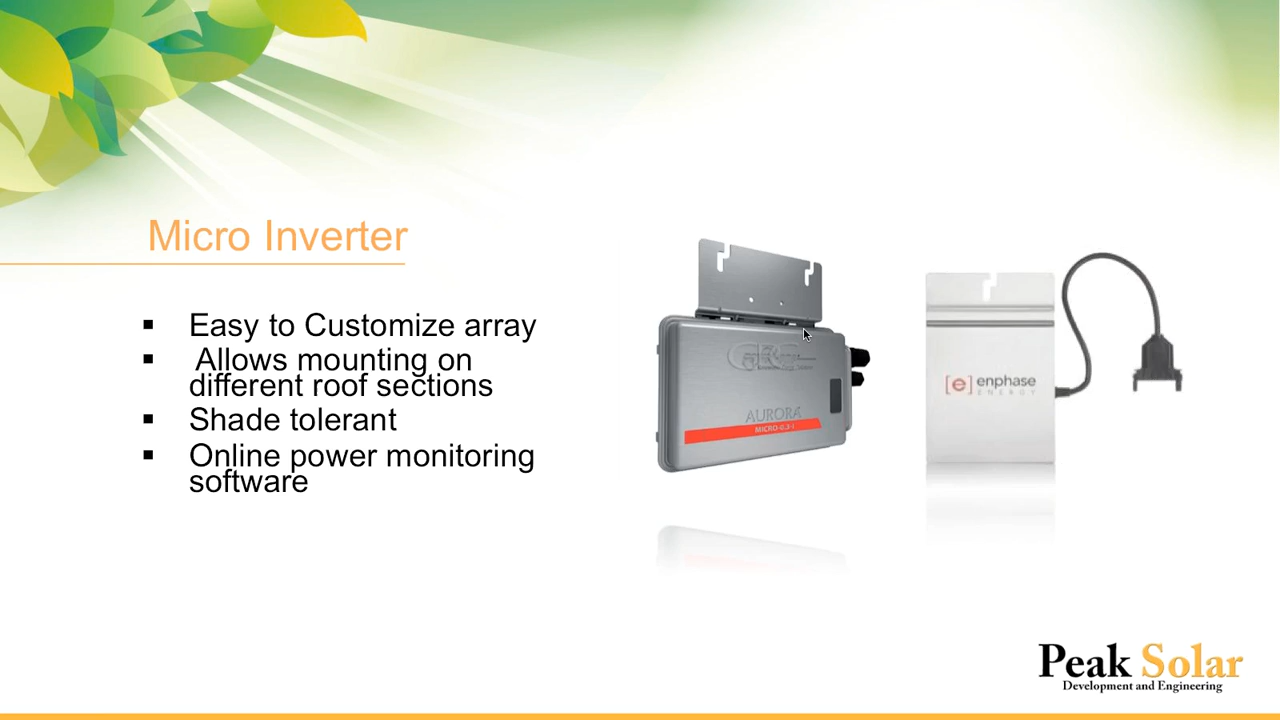 Micro Inverter
▪ Easy to Customize array
▪ Allows mounting on
different roof sections
▪ Shade tolerant
▪ Online power monitoring
software
AURORA
MICRO-0.3-I
[e] enphase
ENERGY
Peak Solar
Development and Engineering